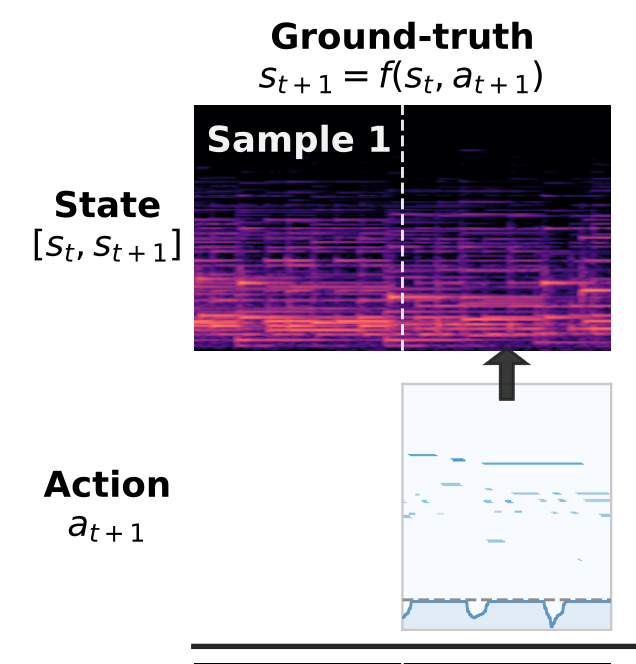 Ground-truth
s_{t+1} = f(s_t, a_{t+1})
Sample 1
State
[s_t, s_{t+1}]
Action
a_{t+1}